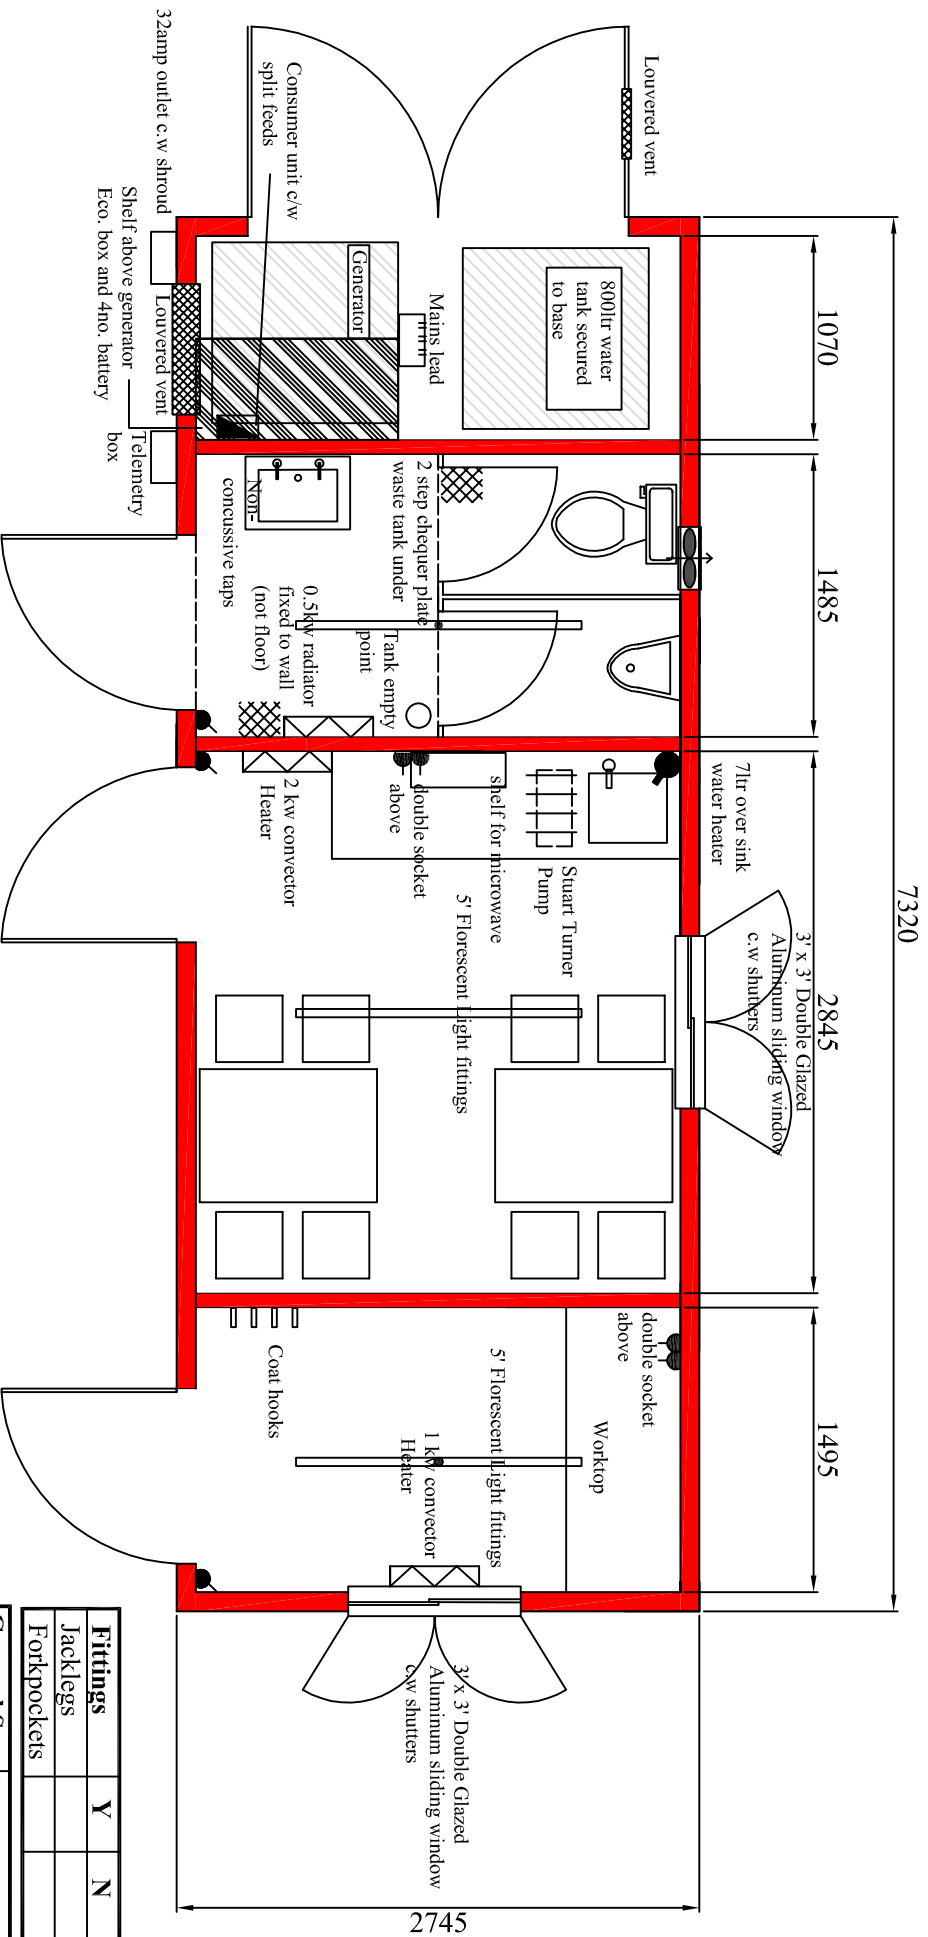 7320
1070
1485
2845
1495
2745
Louvered vent
800ltr water
tank secured
to base
Mains lead
Generator
Consumer unit c/w
split feeds
32amp outlet c.w shroud
Shelf above generator
Eco. box and 4no. battery
Louvered vent
Telemetry
box
2 step chequer plate
waste tank under
Non-
concussive taps
0.5kw radiator
fixed to wall
(not floor)
Tank empty
point
7ltr over sink
water heater
Stuart Turner
Pump
shelf for microwave
double socket
above
2 kw convector
Heater
5' Florescent Light fittings
3' x 3' Double Glazed
Aluminum sliding window
c.w shutters
double socket
above
Worktop
5' Florescent Light fittings
1 kw convector
Heater
Coat hooks
3' x 3' Double Glazed
Aluminum sliding window
c.w shutters
Fittings Y N
Jacklegs
Forkpockets